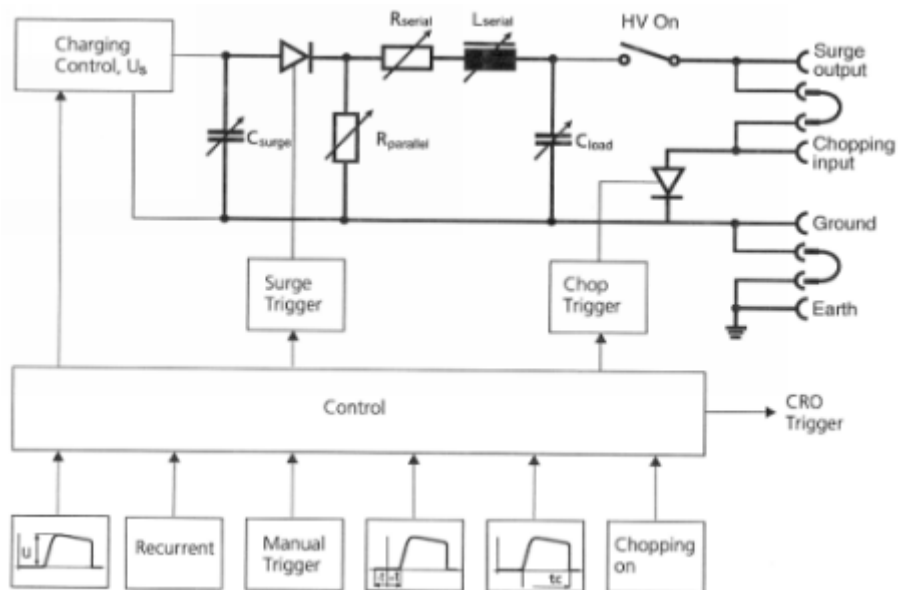 Charging
Control, Us
Rserial
Lserial
HV On
Surge
output
Csurge
Rparallel
Cload
Chopping
input
Ground
Surge
Trigger
Chop
Trigger
Earth
Control
CRO
Trigger
U
Recurrent
Manual
Trigger
-t +t
tc
Chopping
on